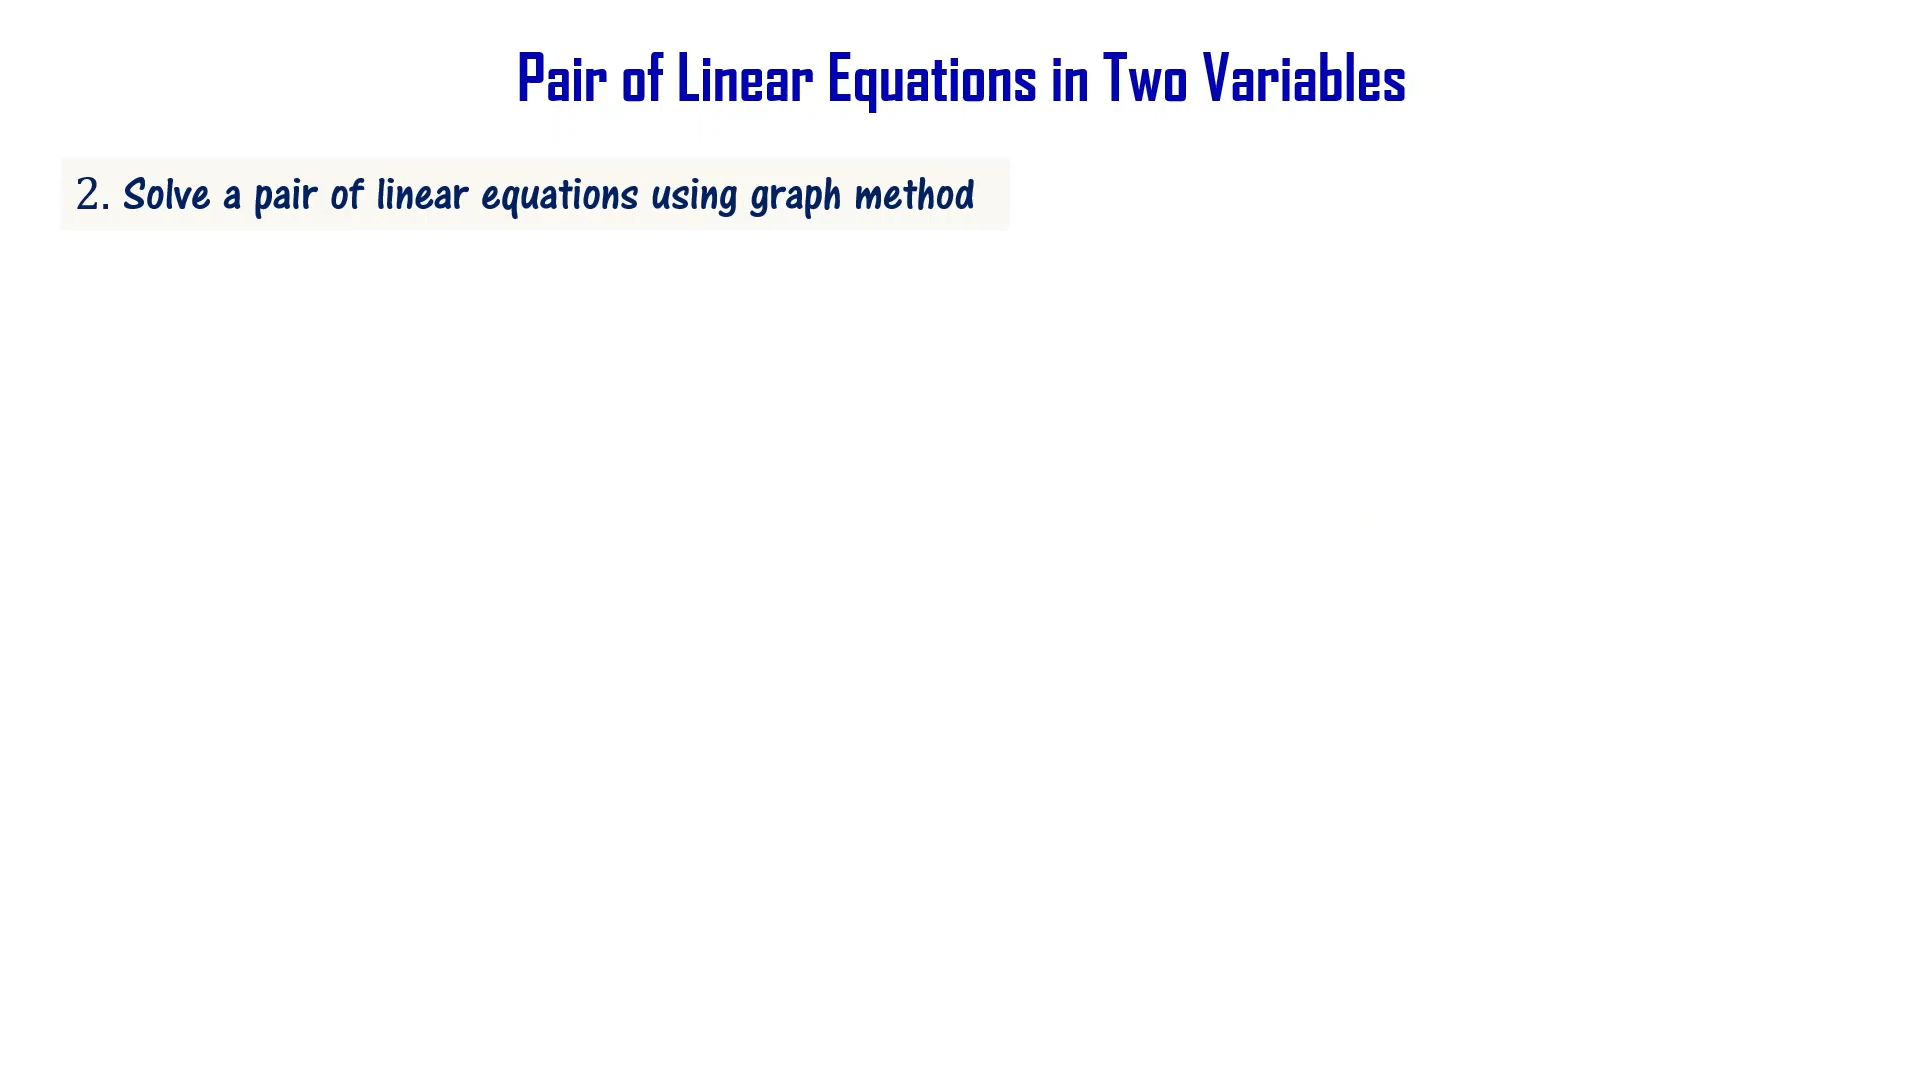 Pair of Linear Equations in Two Variables
2. Solve a pair of linear equations using graph method